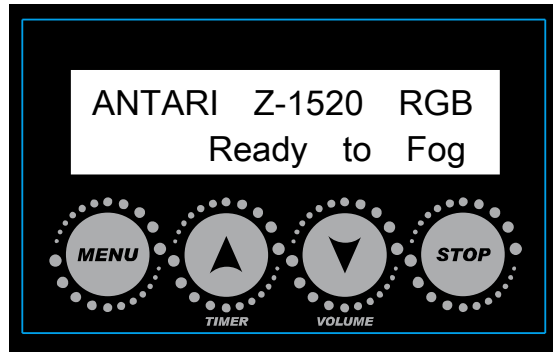 ANTARI Z-1520 RGB
Ready to Fog
MENU
STOP
TIMER
VOLUME